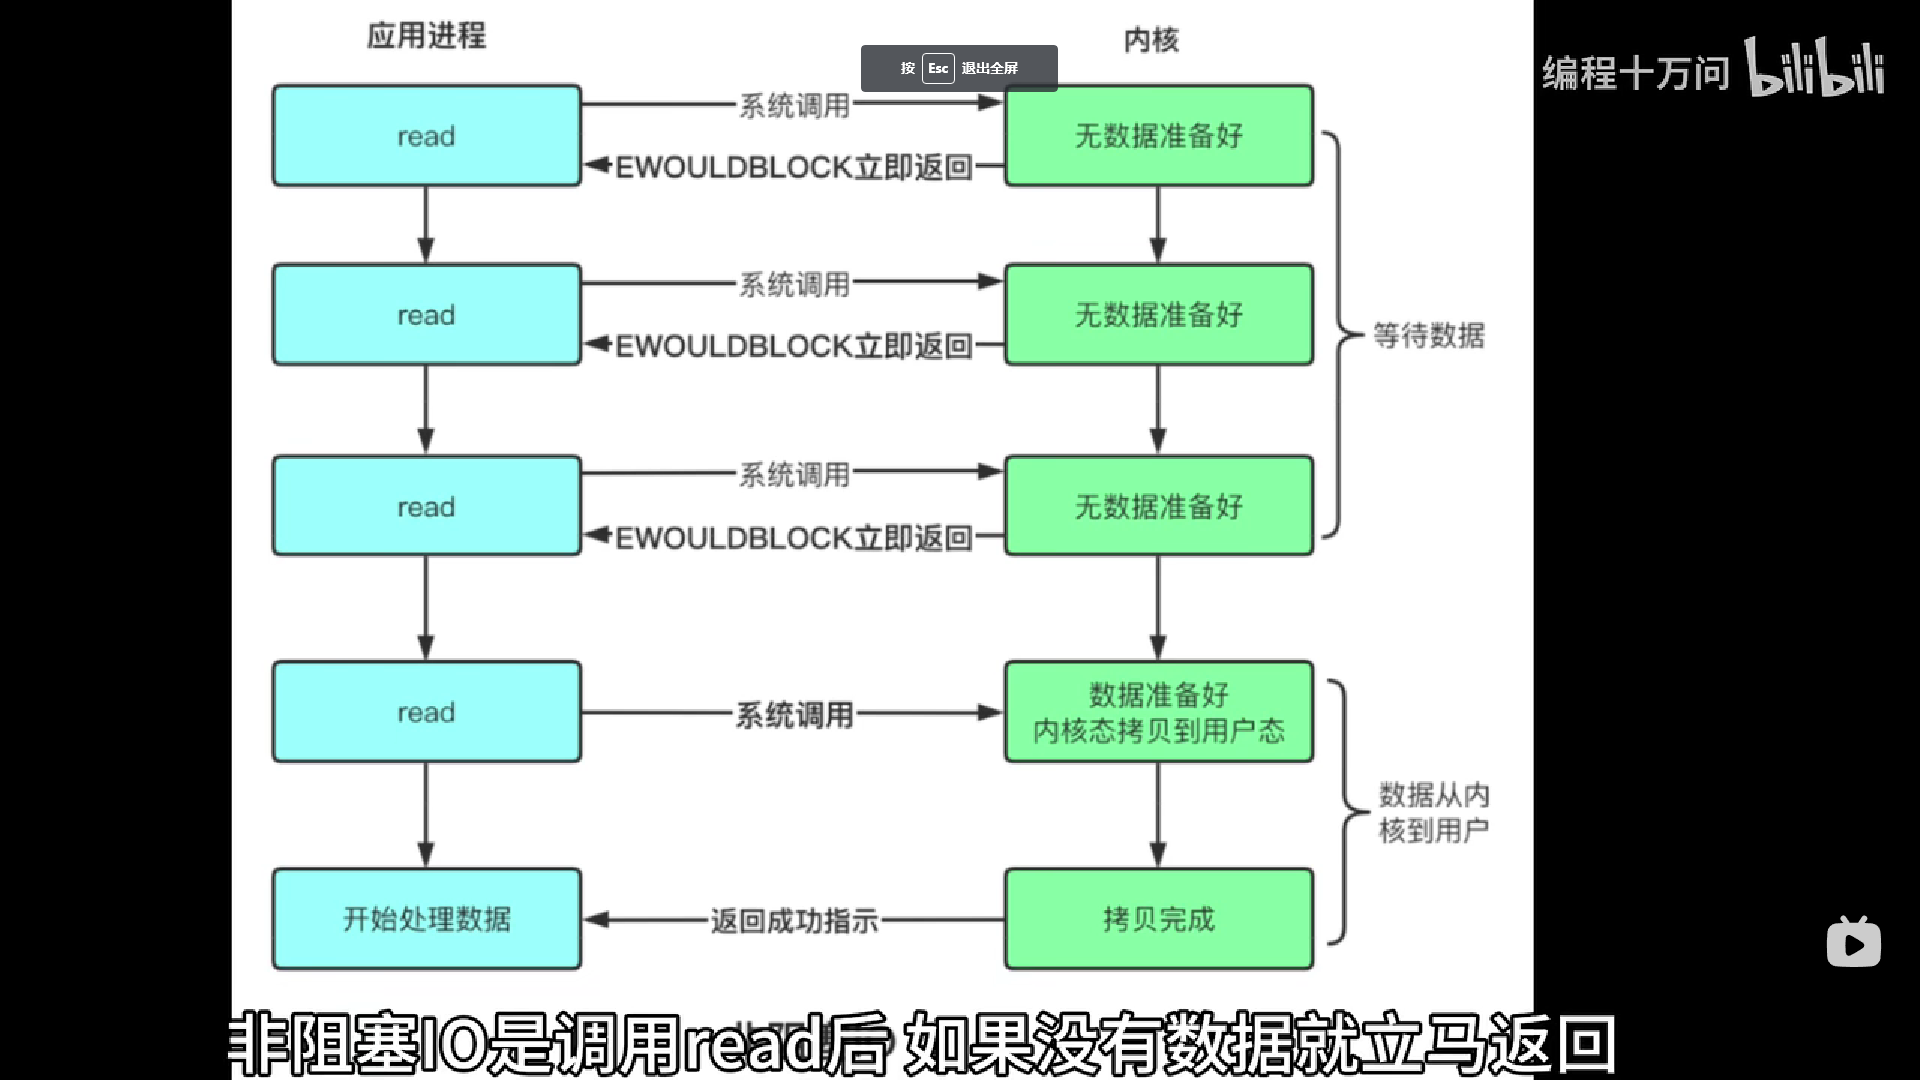 应用进程
内核
按 Esc 退出全屏
编程十万问 bilibili
read
系统调用
无数据准备好
EWOULDBLOCK立即返回
read
系统调用
无数据准备好
EWOULDBLOCK立即返回
等待数据
read
系统调用
无数据准备好
EWOULDBLOCK立即返回
read
系统调用
数据准备好
内核态拷贝到用户态
数据从内
核到用户
开始处理数据
返回成功指示
拷贝完成
非阻塞IO是调用read后 如果没有数据就立马返回